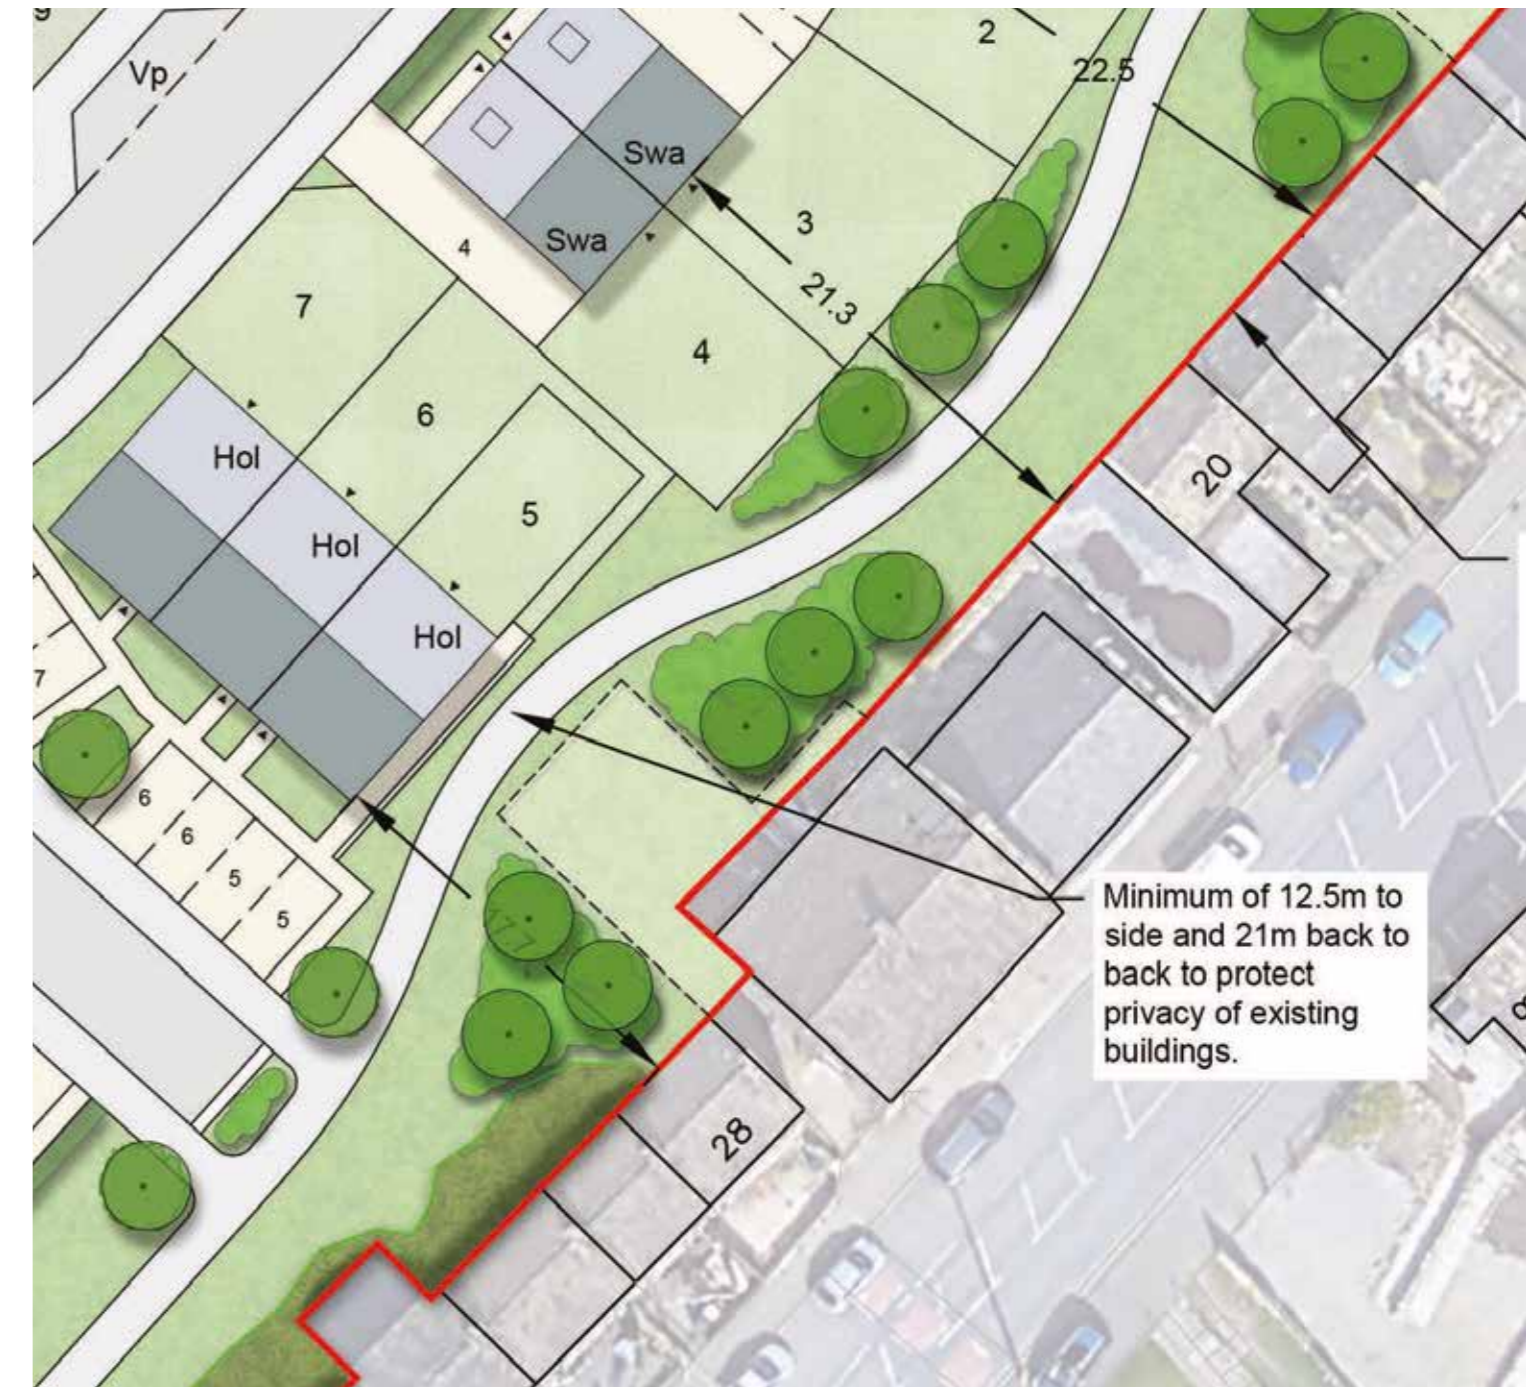 2
Vp
22.5
Swa
3
Swa
4
7
21.3
4
6
Hol
20
5
Hol
Hol
7
6
6
5
5
Minimum of 12.5m to
side and 21m back to
back to protect
privacy of existing
buildings.
28